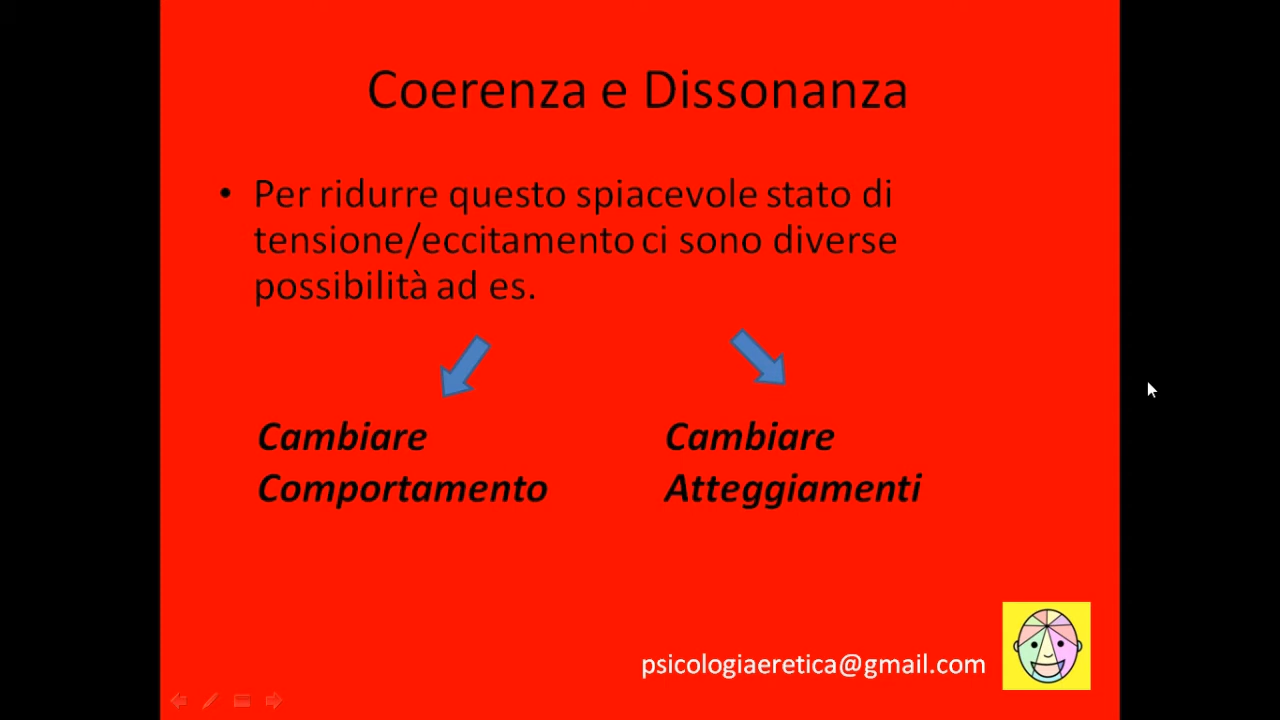 Coerenza e Dissonanza
• Per ridurre questo spiacevole stato di
tensione/eccitamento ci sono diverse
possibilità ad es.
Cambiare
Comportamento
Cambiare
Atteggiamenti
psicologiaeretica@gmail.com